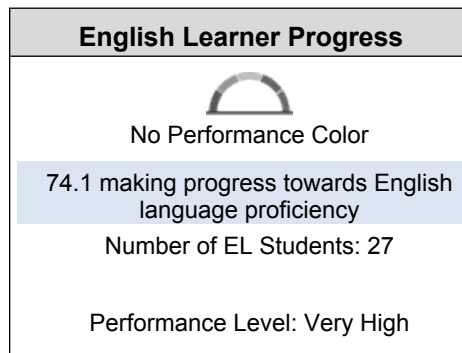 English Learner Progress
No Performance Color
74.1 making progress towards English
language proficiency
Number of EL Students: 27
Performance Level: Very High